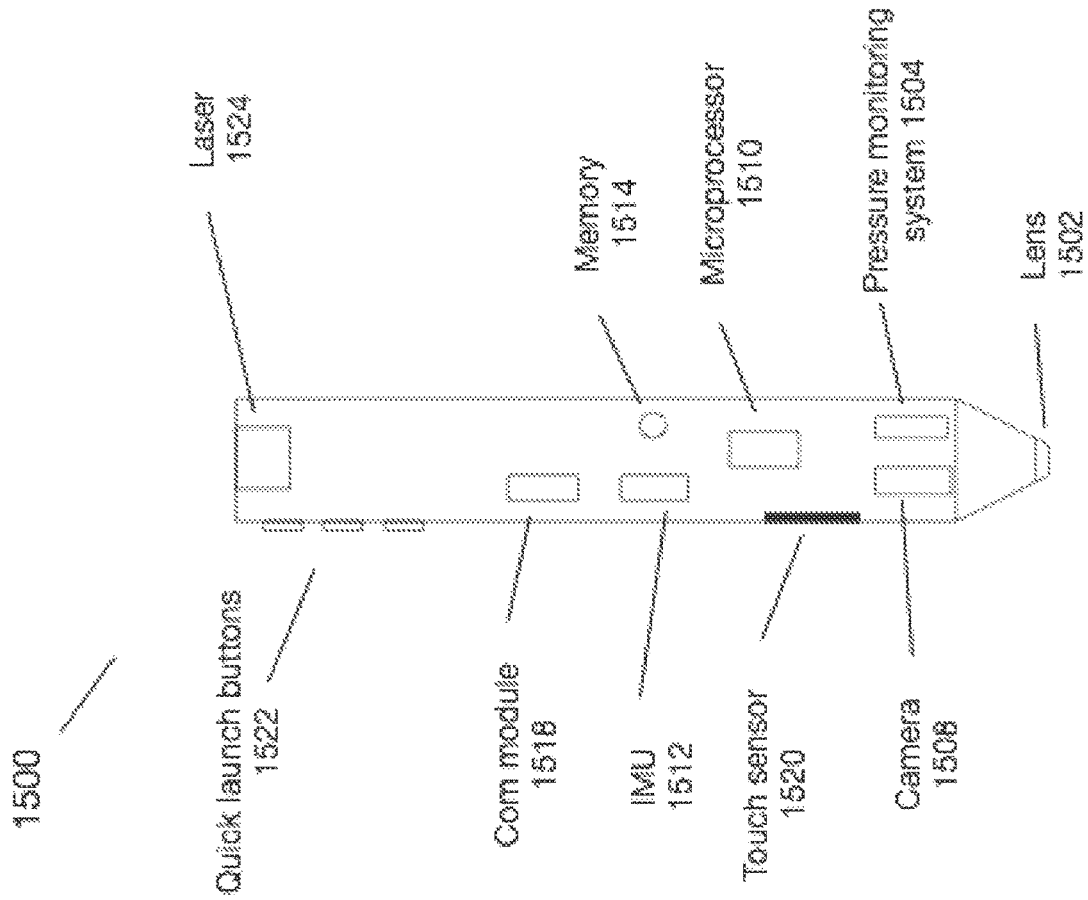 1500
Quick launch buttons
1522
Laser
1524
Com module
1518
IMU
1512
Memory
1514
Touch sensor
1520
Microprocessor
1510
Camera
1508
Pressure monitoring
system 1504
Lens
1502